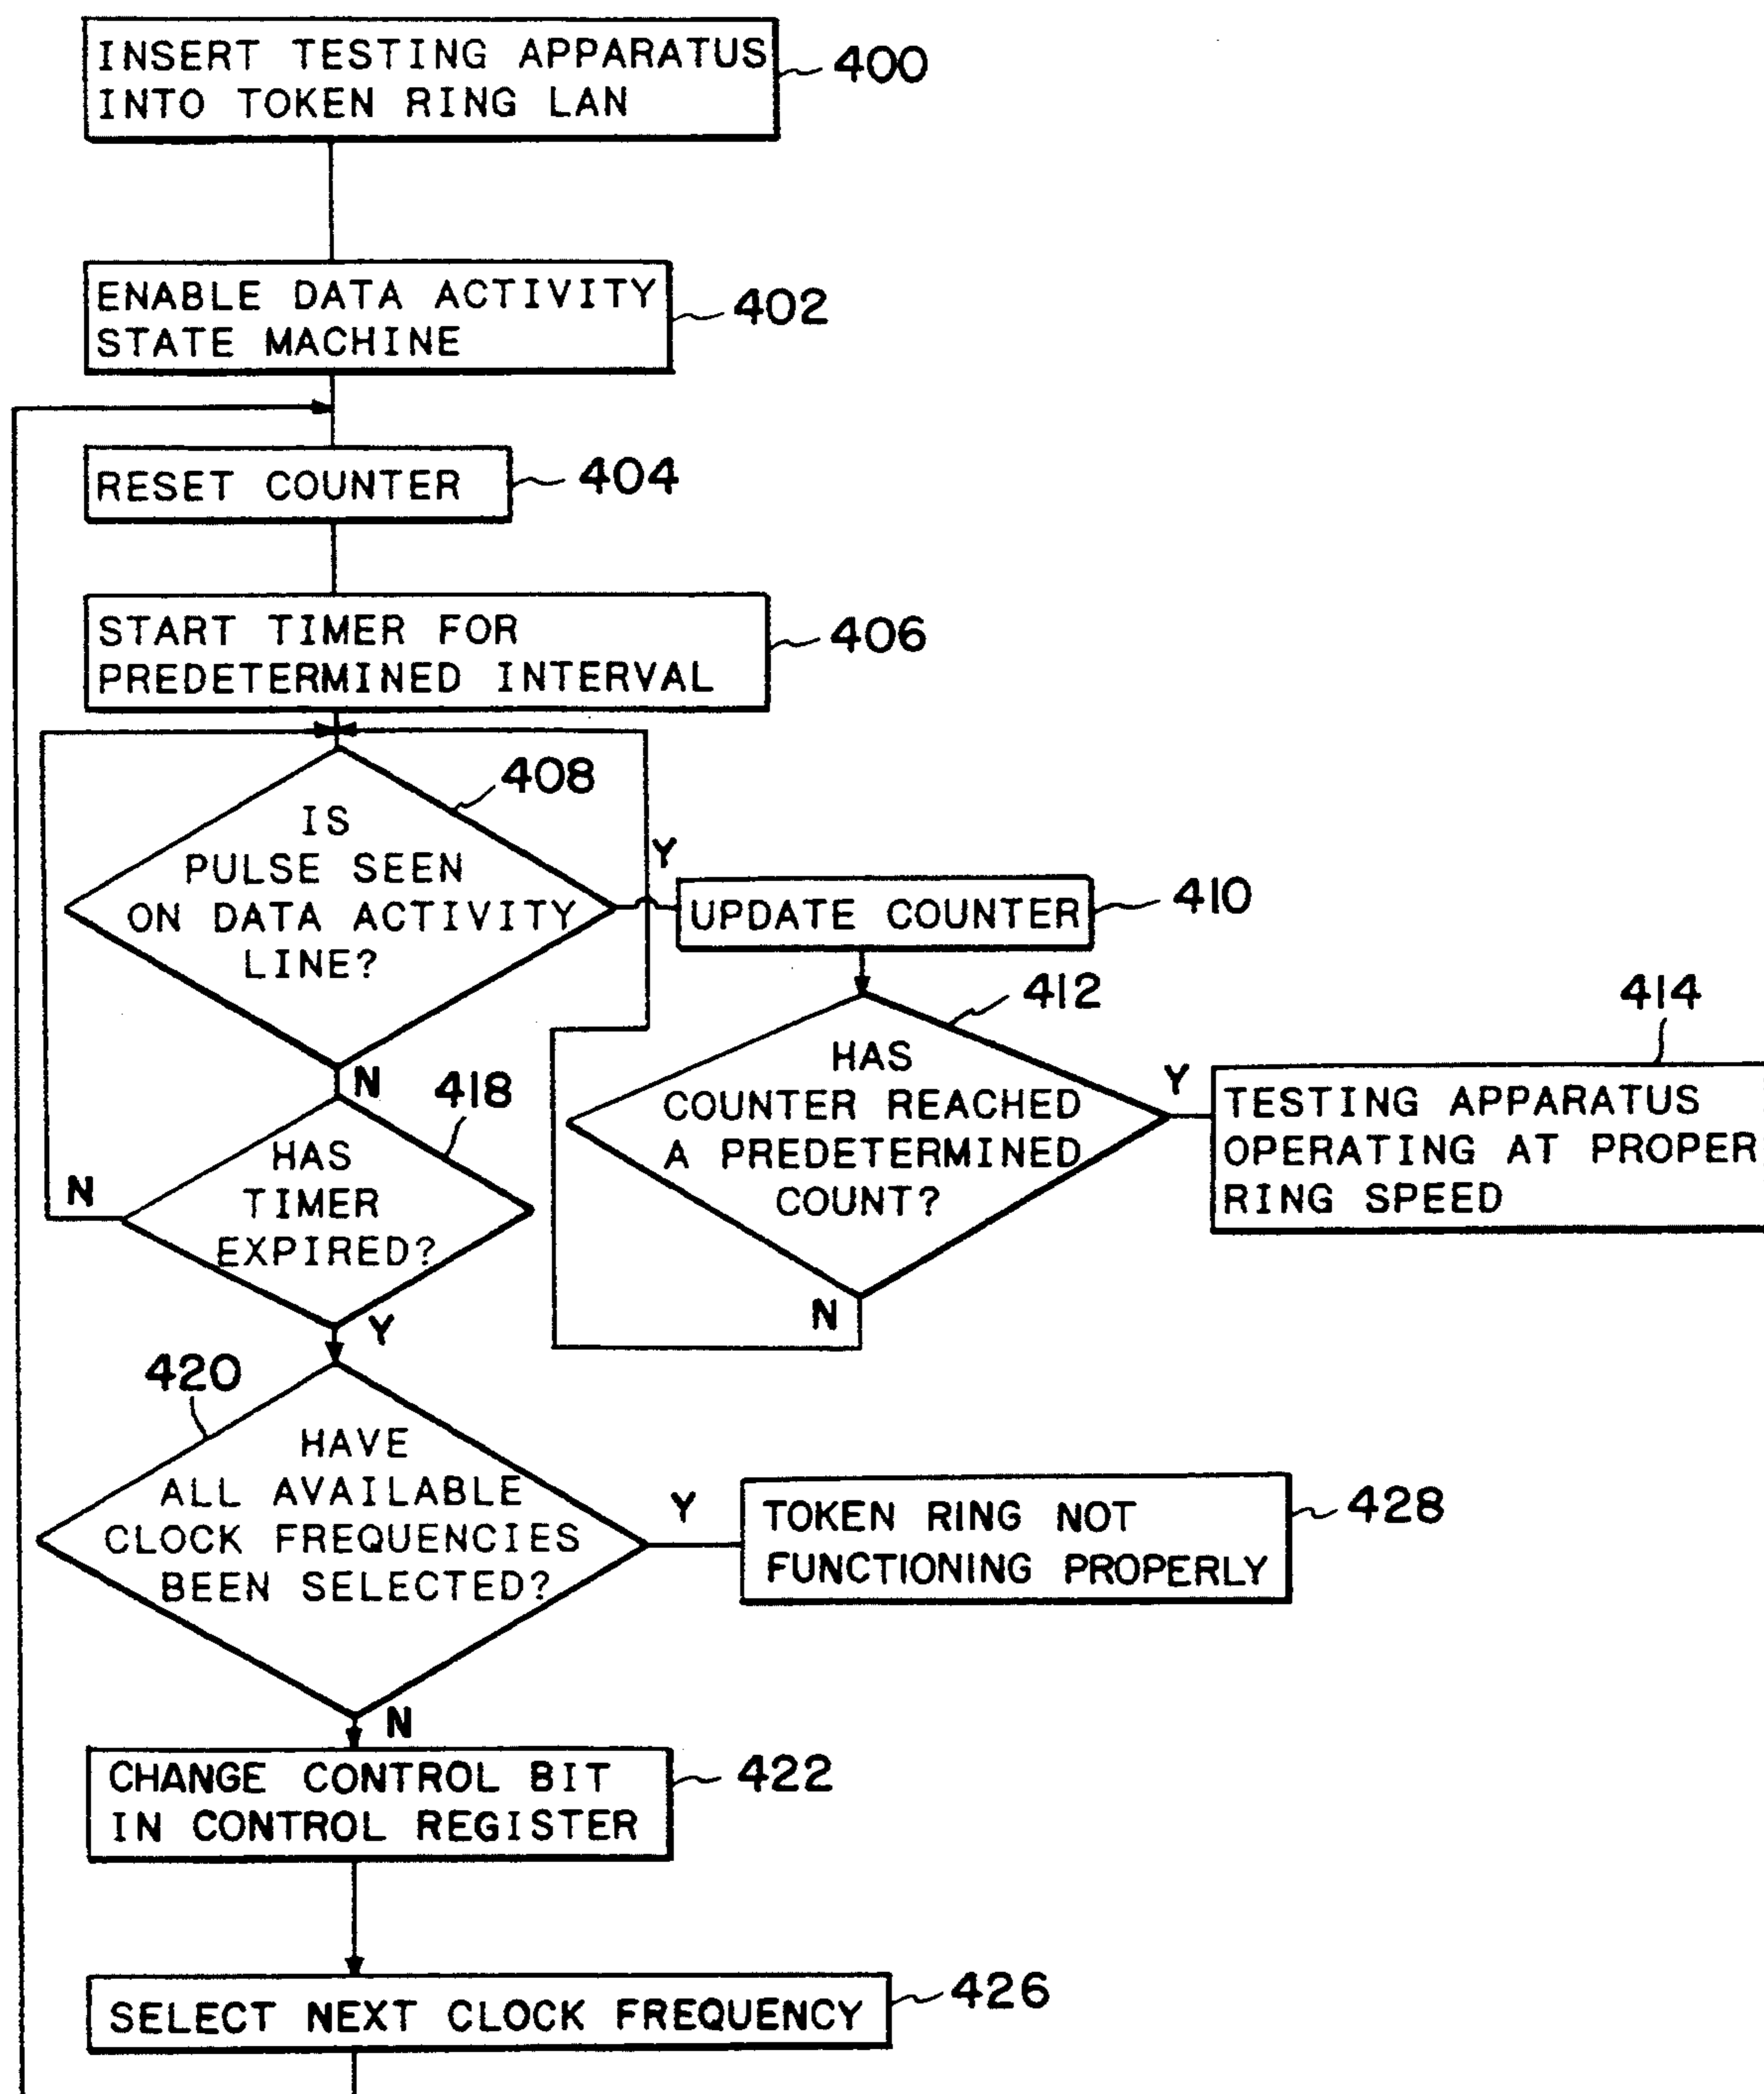 INSERT TESTING APPARATUS
INTO TOKEN RING LAN
400
ENABLE DATA ACTIVITY
STATE MACHINE
402
RESET COUNTER
404
START TIMER FOR
PREDETERMINED INTERVAL
406
408
IS
PULSE SEEN
ON DATA ACTIVITY
LINE?
Y
N
UPDATE COUNTER
410
412
HAS
COUNTER REACHED
A PREDETERMINED
COUNT?
Y
N
414
TESTING APPARATUS
OPERATING AT PROPER
RING SPEED
418
HAS
TIMER
EXPIRED?
N
Y
420
HAVE
ALL AVAILABLE
CLOCK FREQUENCIES
BEEN SELECTED?
Y
N
TOKEN RING NOT
FUNCTIONING PROPERLY
428
CHANGE CONTROL BIT
IN CONTROL REGISTER
422
SELECT NEXT CLOCK FREQUENCY
426